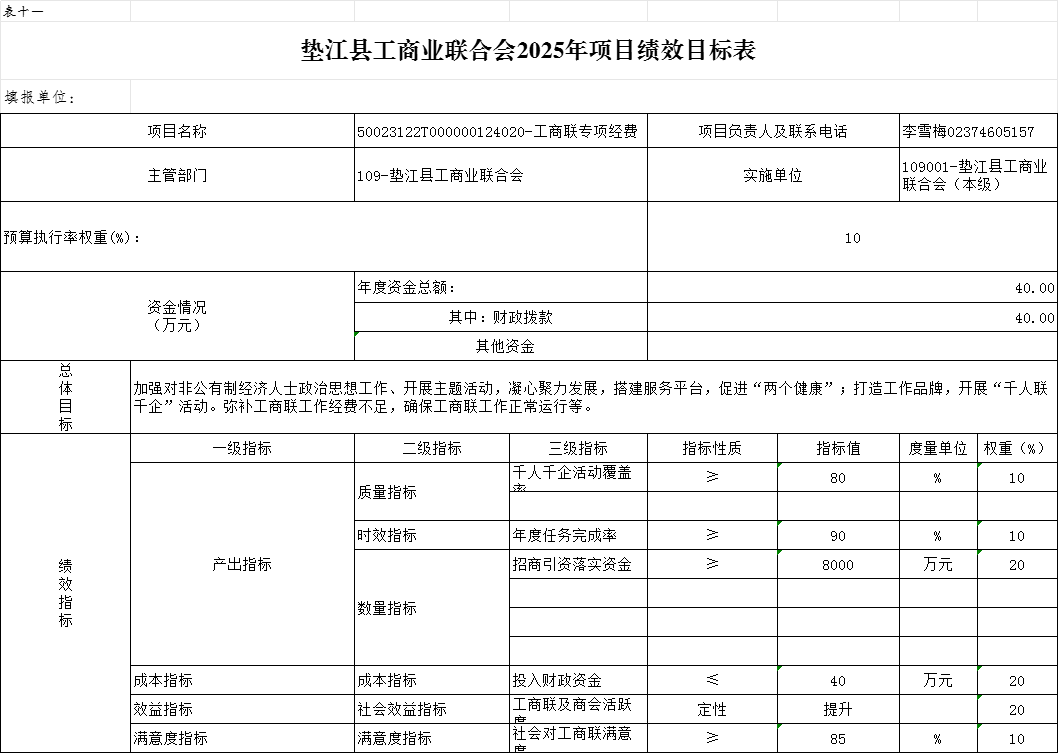 表十一
垫江县工商业联合会2025年项目绩效目标表
填报单位：
项目名称 50023122T000000124020-工商联专项经费 项目负责人及联系电话 李雪梅02374605157
主管部门 109-垫江县工商业联合会 实施单位 109001-垫江县工商业
联合会（本级）
预算执行率权重(%)： 10
资金情况
（万元）
年度资金总额： 40.00
其中：财政拨款 40.00
其他资金
总
体
目
标
加强对非公有制经济人士政治思想工作、开展主题活动，凝心聚力发展，搭建服务平台，促进“两个健康”；打造工作品牌，开展“千人联
千企”活动。弥补工商联工作经费不足，确保工商联工作正常运行等。
绩
效
指
标
一级指标 二级指标 三级指标 指标性质 指标值 度量单位 权重（%）
产出指标
质量指标 千人千企活动覆盖
率 ≥ 80 % 10
时效指标 年度任务完成率 ≥ 90 % 10
数量指标 招商引资落实资金 ≥ 8000 万元 20
成本指标 成本指标 投入财政资金 ≤ 40 万元 20
效益指标 社会效益指标 工商联及商会活跃
度 定性 提升 20
满意度指标 满意度指标 社会对工商联满意
度 ≥ 85 % 10